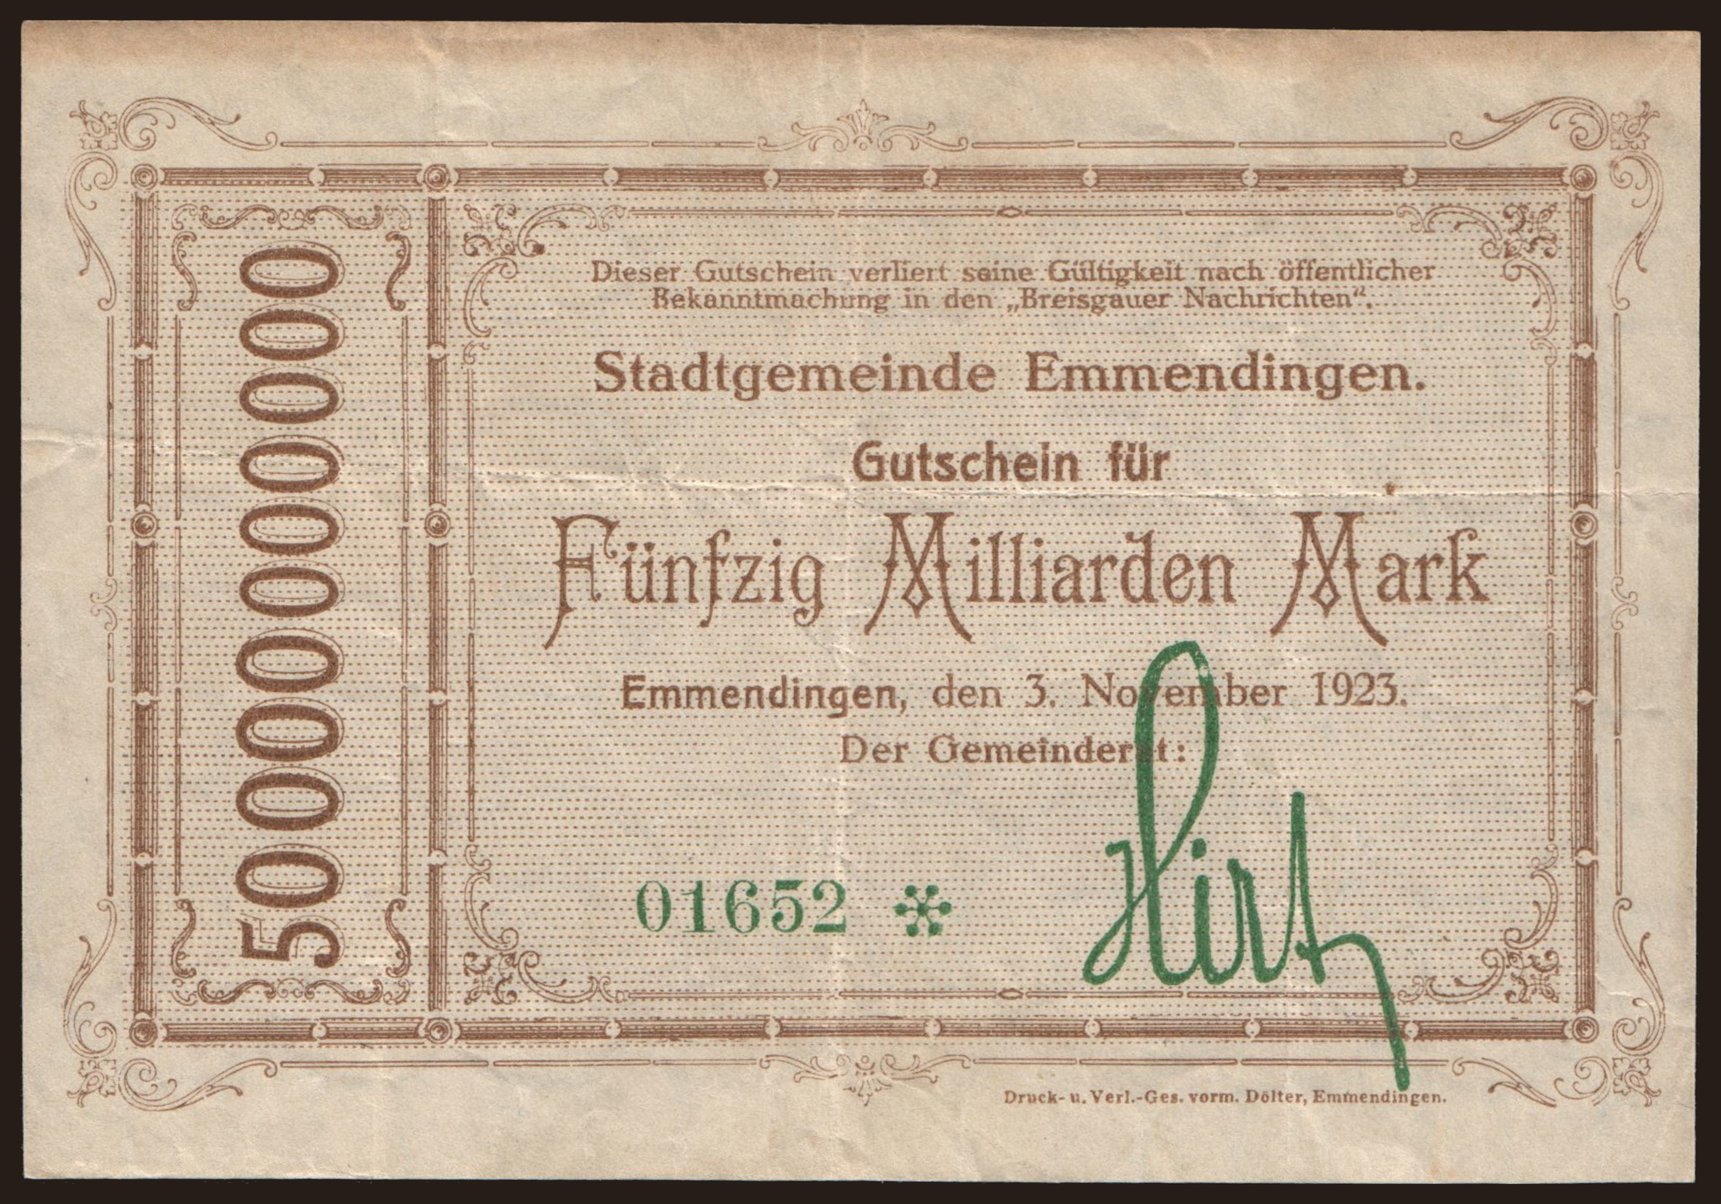 50000000000
Dieser Gutschein verliert seine Gültigkeit nach öffentlicher
Bekanntmachung in den „Breisgauer Nachrichten“.
Stadtgemeinde Emmendingen.
Gutschein für
Fünfzig Milliarden Mark
Emmendingen, den 3. November 1923.
Der Gemeinderat:
01652 *
Hirt
Druck- u. Verl.-Ges. vorm. Dölter, Emmendingen.